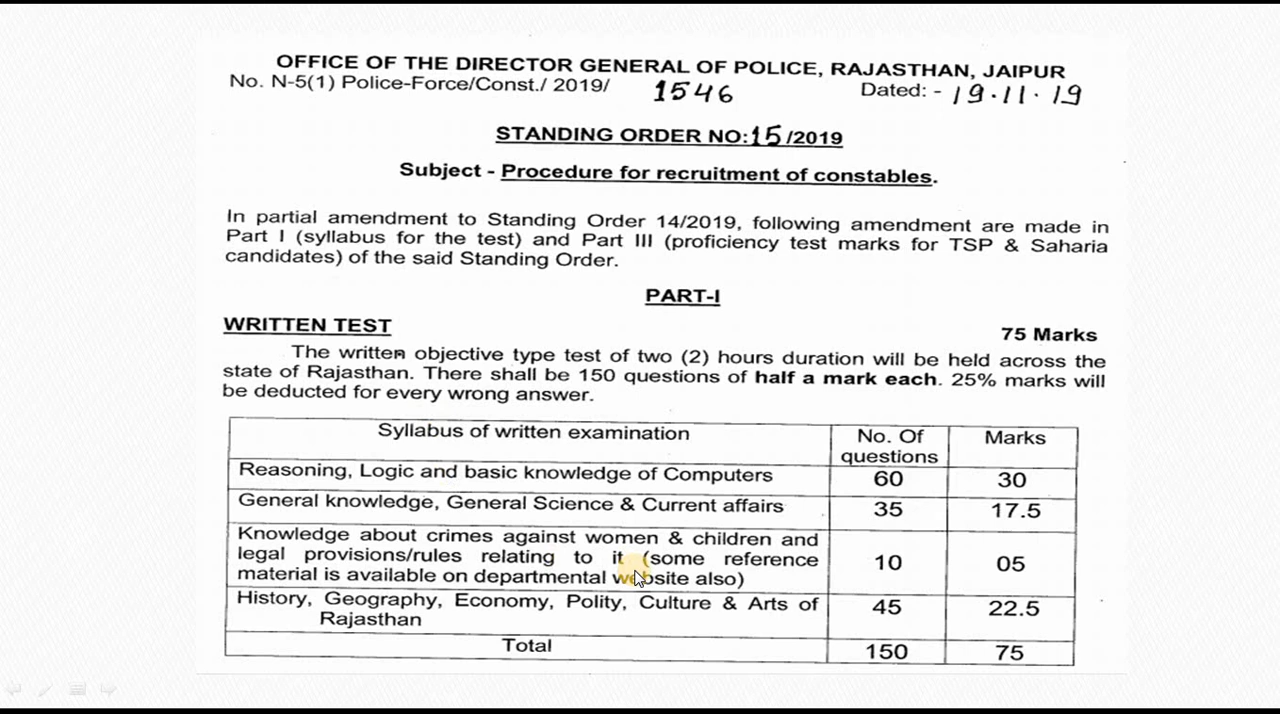 OFFICE OF THE DIRECTOR GENERAL OF POLICE, RAJASTHAN, JAIPUR
No. N-5(1) Police-Force/Const./ 2019/ 1546 Dated: - 19.11.19
STANDING ORDER NO:15/2019
Subject - Procedure for recruitment of constables.
In partial amendment to Standing Order 14/2019, following amendment are made in
Part I (syllabus for the test) and Part III (proficiency test marks for TSP & Saharia
candidates) of the said Standing Order.
PART-I
WRITTEN TEST 75 Marks
The written objective type test of two (2) hours duration will be held across the
state of Rajasthan. There shall be 150 questions of half a mark each. 25% marks will
be deducted for every wrong answer.
Syllabus of written examination No. Of questions Marks
Reasoning, Logic and basic knowledge of Computers 60 30
General knowledge, General Science & Current affairs 35 17.5
Knowledge about crimes against women & children and
legal provisions/rules relating to it (some reference 10 05
material is available on departmental website also)
History, Geography, Economy, Polity, Culture & Arts of 45 22.5
Rajasthan
Total 150 75